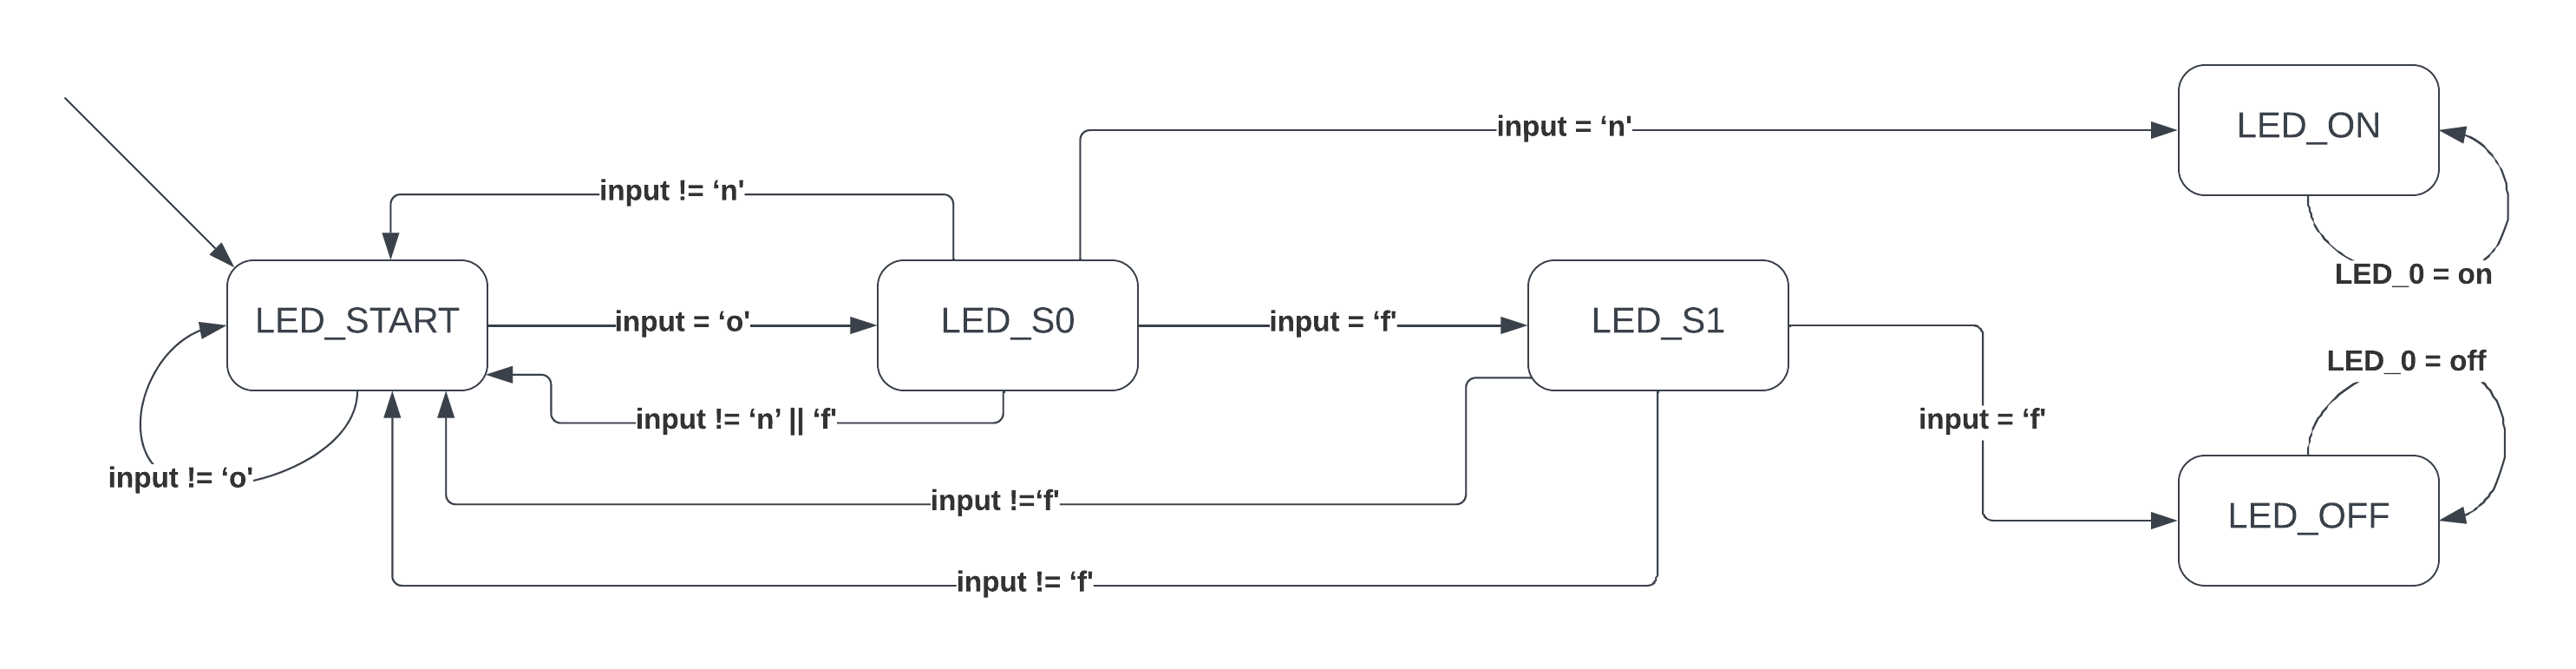 LED_ON
input = ‘n'
input != ‘n'
LED_0 = on
LED_START
input = ‘o'
LED_S0
input = ‘f'
LED_S1
LED_0 = off
input != ‘n’ || ‘f'
input = ‘f'
input != ‘o'
input !=‘f'
LED_OFF
input != ‘f'